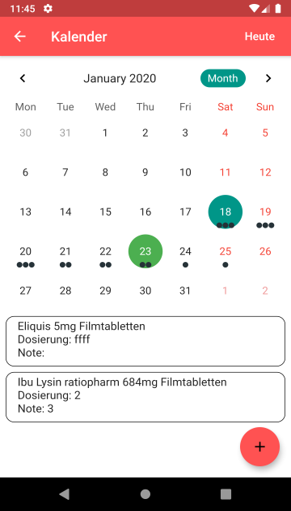 11:45
Kalender Heute
January 2020 Month
Mon Tue Wed Thu Fri Sat Sun
30 31 1 2 3 4 5
6 7 8 9 10 11 12
13 14 15 16 17 18 19
20 21 22 23 24 25 26
27 28 29 30 31 1 2
Eliquis 5mg Filmtabletten
Dosierung: ffff
Note:
Ibu Lysin ratiopharm 684mg Filmtabletten
Dosierung: 2
Note: 3